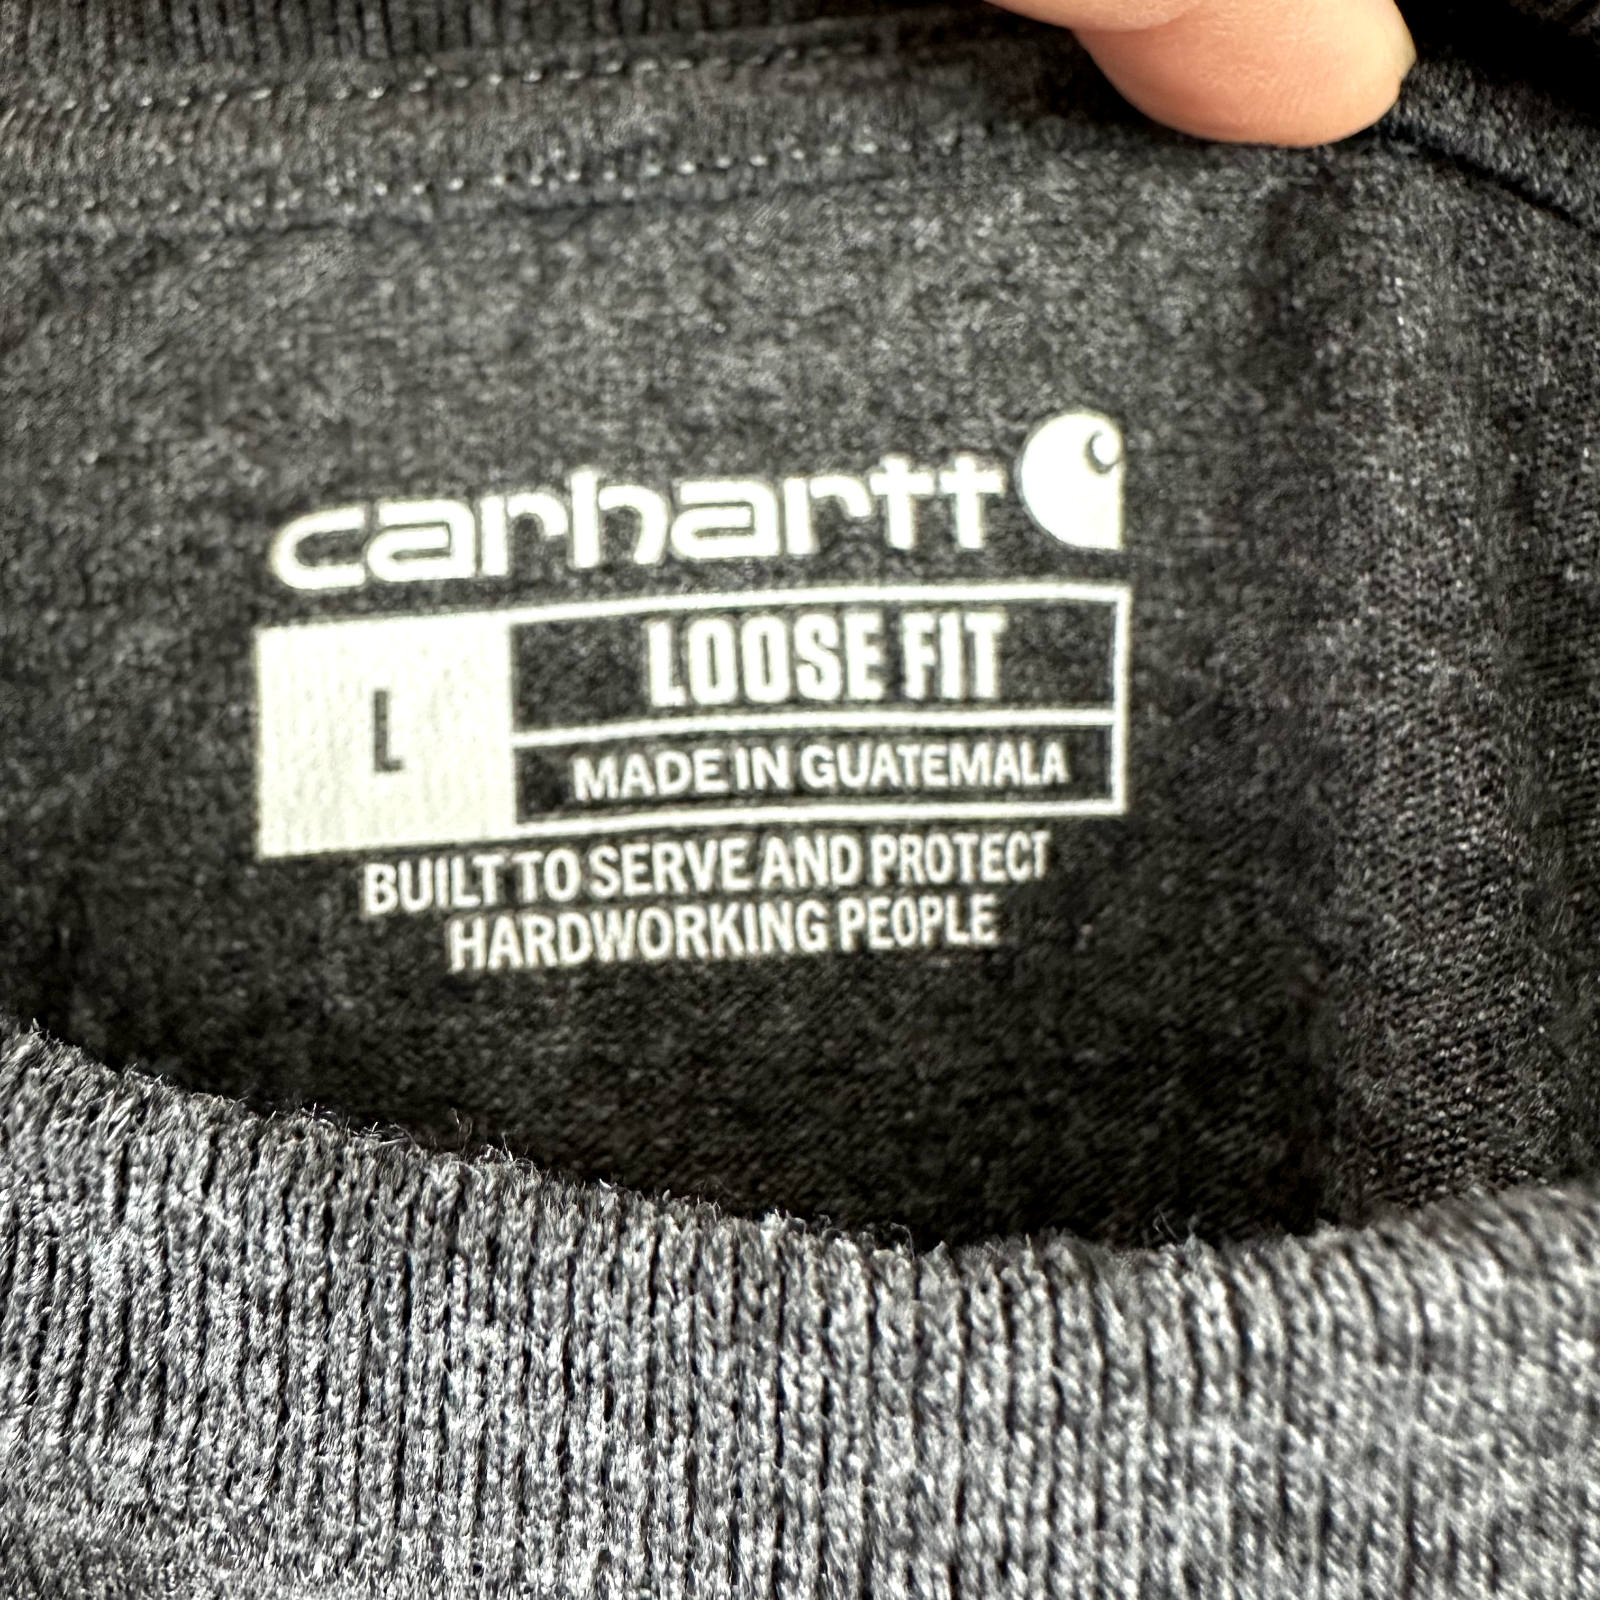 carhartt
L
LOOSE FIT
MADE IN GUATEMALA
BUILT TO SERVE AND PROTECT
HARDWORKING PEOPLE